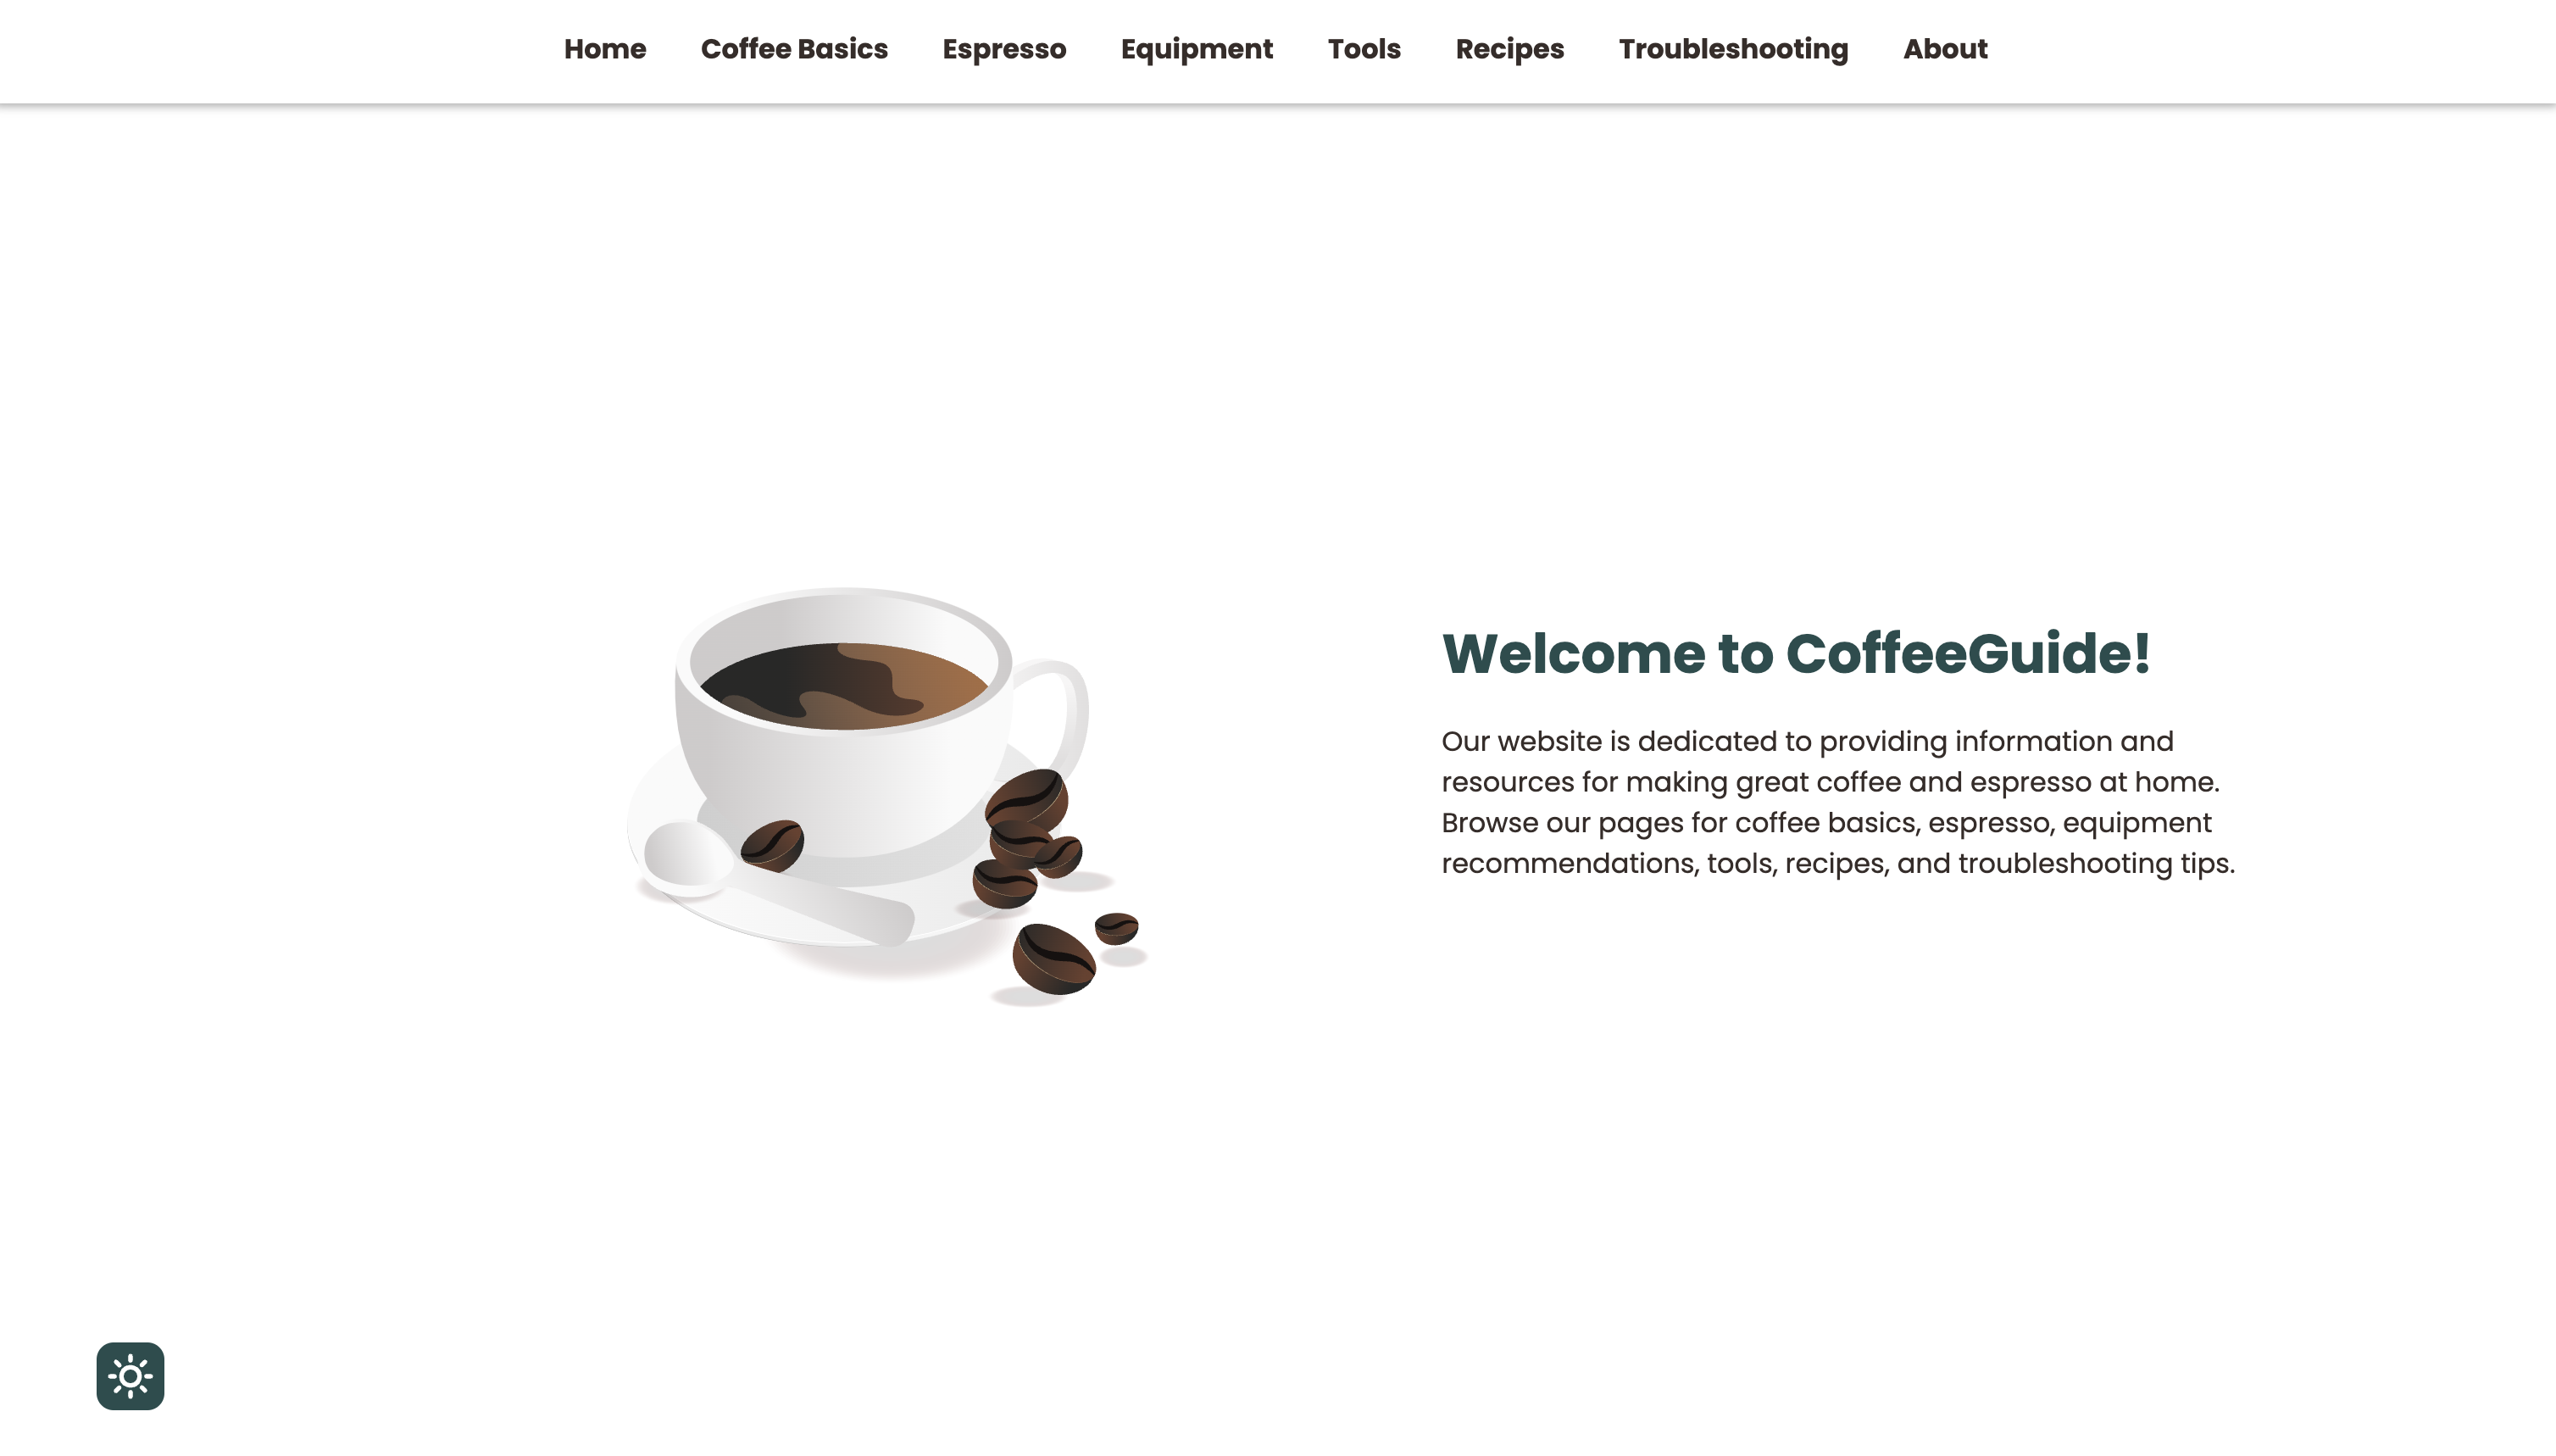 Home Coffee Basics Espresso Equipment Tools Recipes Troubleshooting About
Welcome to CoffeeGuide!
Our website is dedicated to providing information and
resources for making great coffee and espresso at home.
Browse our pages for coffee basics, espresso, equipment
recommendations, tools, recipes, and troubleshooting tips.